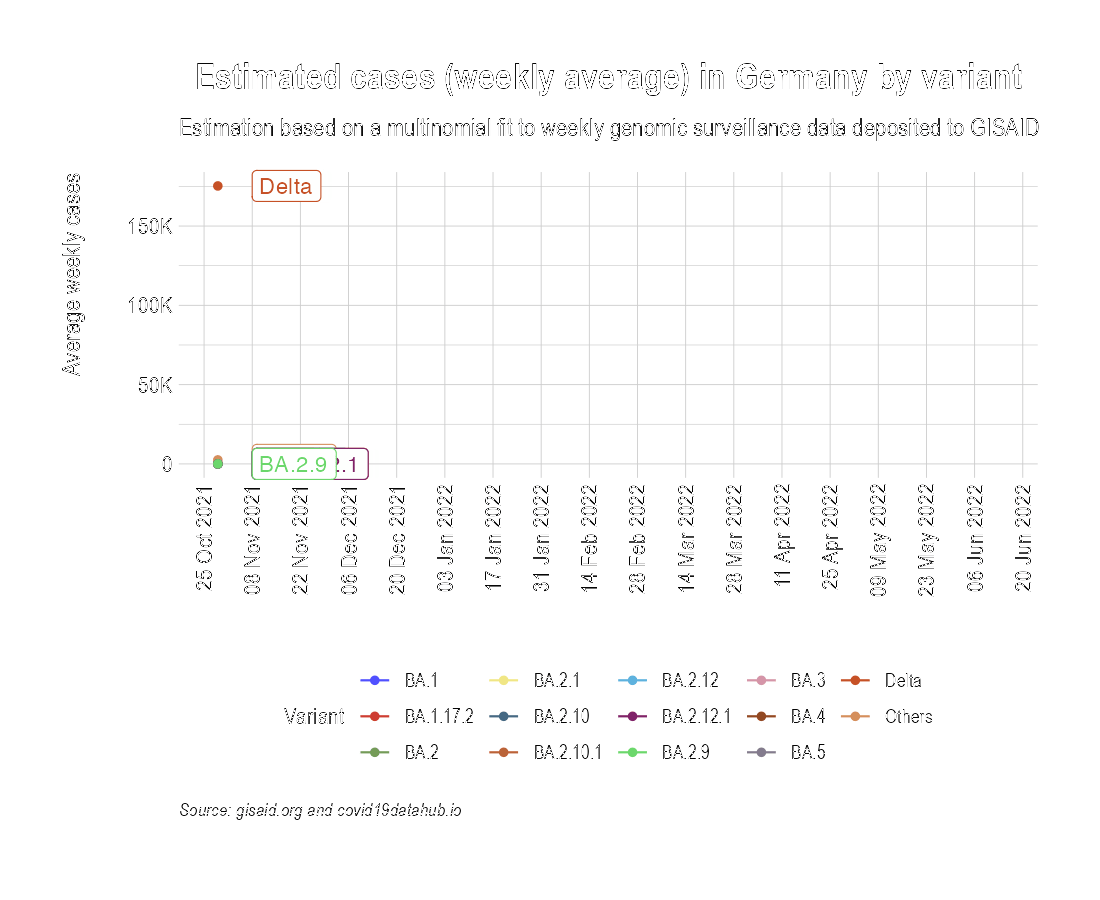 Estimated cases (weekly average) in Germany by variant
Estimation based on a multinomial fit to weekly genomic surveillance data deposited to GISAID
Average weekly cases
150K
100K
50K
0
Delta
BA.2.9
2.1
25 Oct 2021
08 Nov 2021
22 Nov 2021
06 Dec 2021
20 Dec 2021
03 Jan 2022
17 Jan 2022
31 Jan 2022
14 Feb 2022
28 Feb 2022
14 Mar 2022
28 Mar 2022
11 Apr 2022
25 Apr 2022
09 May 2022
23 May 2022
06 Jun 2022
20 Jun 2022
BA.1 BA.2.1 BA.2.12 BA.3 Delta
Variant BA.1.17.2 BA.2.10 BA.2.12.1 BA.4 Others
BA.2 BA.2.10.1 BA.2.9 BA.5
Source: gisaid.org and covid19datahub.io